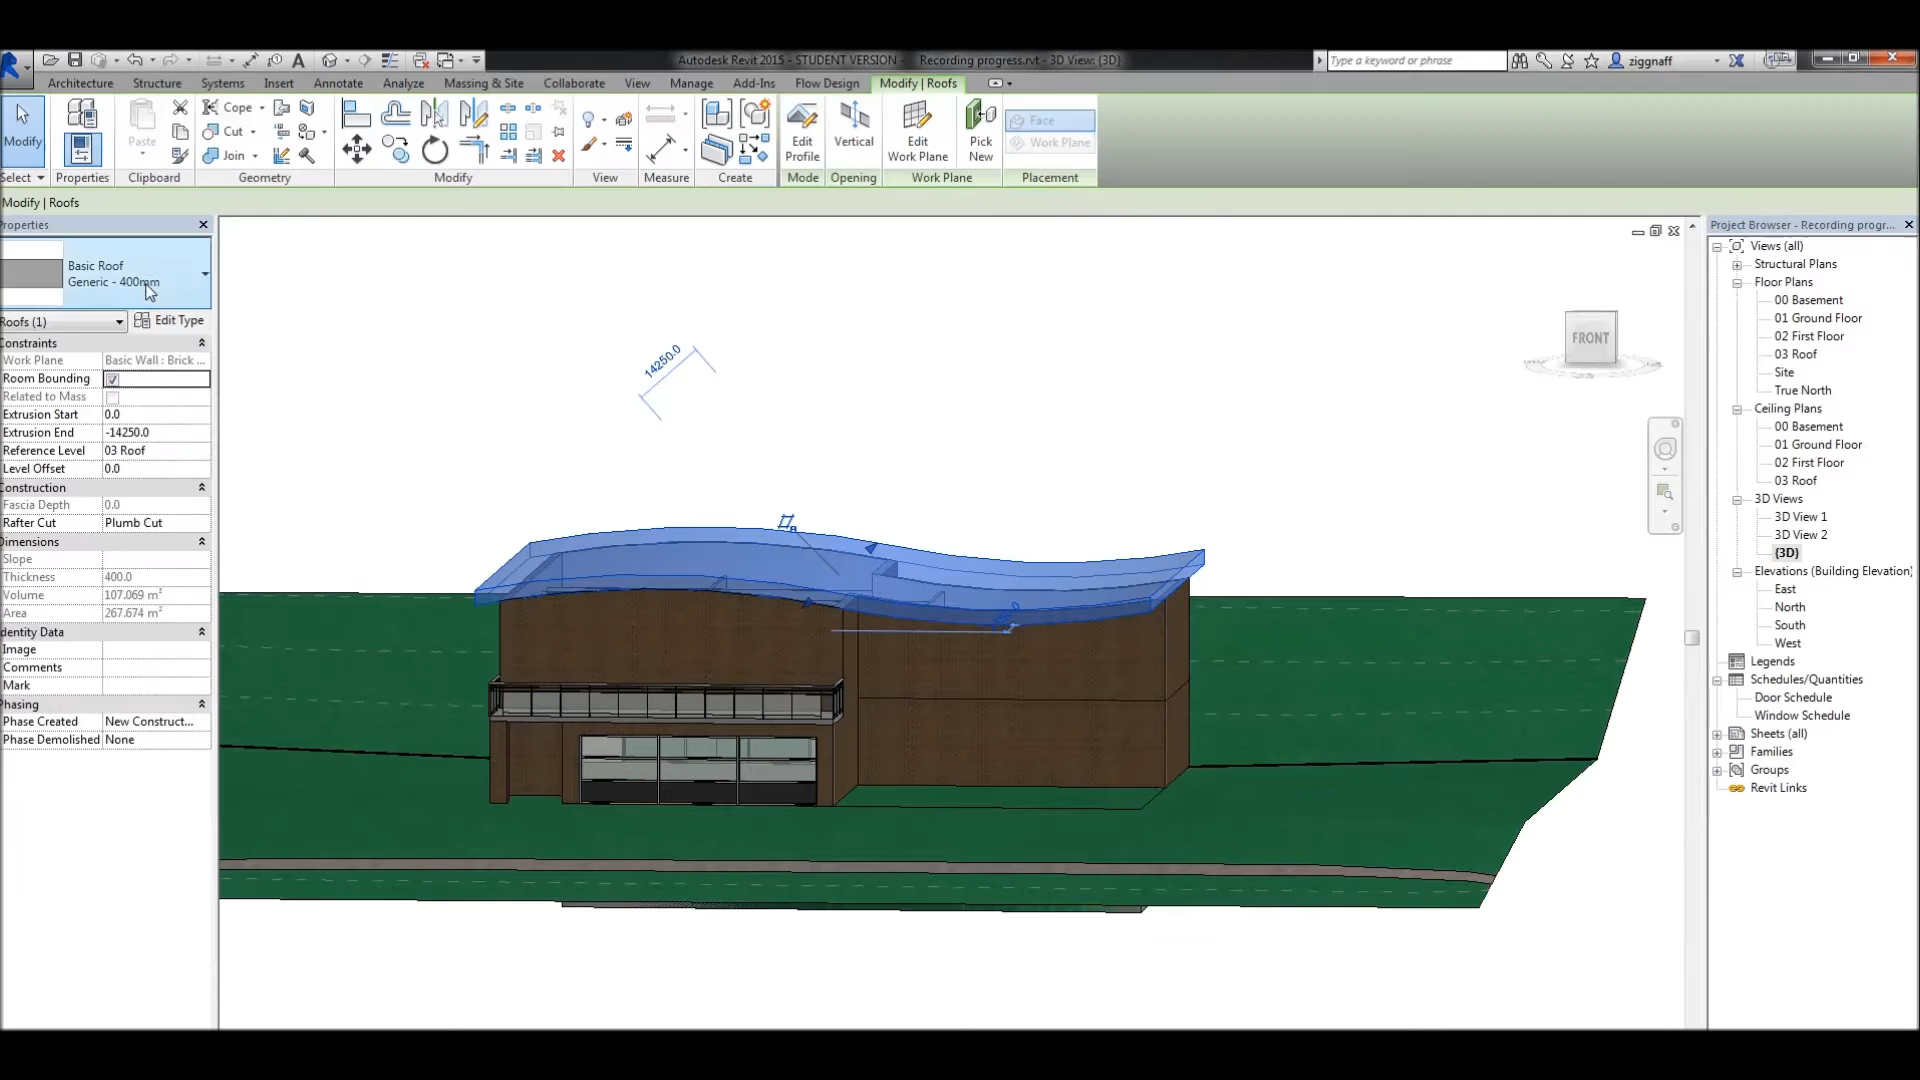 Autodesk Revit 2015 - STUDENT VERSION - Recording progress.rvt - 3D View: {3D}
Type a keyword or phrase
ziggnaff
Architecture Structure Systems Insert Annotate Analyze Massing & Site Collaborate View Manage Add-Ins Flow Design Modify | Roofs
Modify
Paste
Cope
Cut
Join
Edit Profile
Vertical
Edit Work Plane
Pick New
Face
Work Plane
Select Properties Clipboard Geometry Modify View Measure Create Mode Opening Work Plane Placement
Modify | Roofs
Properties
Basic Roof
Generic - 400mm
Roofs (1)
Edit Type
Constraints
Work Plane Basic Wall : Brick ...
Room Bounding
Related to Mass
Extrusion Start 0.0
Extrusion End -14250.0
Reference Level 03 Roof
Level Offset 0.0
Construction
Fascia Depth 0.0
Rafter Cut Plumb Cut
Dimensions
Slope
Thickness 400.0
Volume 107.069 m³
Area 267.674 m²
Identity Data
Image
Comments
Mark
Phasing
Phase Created New Construct...
Phase Demolished None
14250.0
FRONT
Project Browser - Recording progr...
Views (all)
Structural Plans
Floor Plans
00 Basement
01 Ground Floor
02 First Floor
03 Roof
Site
True North
Ceiling Plans
00 Basement
01 Ground Floor
02 First Floor
03 Roof
3D Views
3D View 1
3D View 2
{3D}
Elevations (Building Elevation)
East
North
South
West
Legends
Schedules/Quantities
Door Schedule
Window Schedule
Sheets (all)
Families
Groups
Revit Links